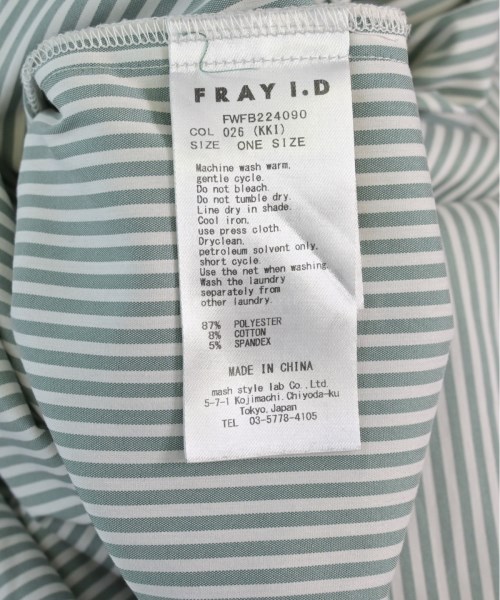 FRAY I.D
FWFB224090
COL 026 (KKI)
SIZE ONE SIZE
Machine wash warm.
gentle cycle.
Do not bleach.
Do not tumble dry.
Line dry in shade.
Cool iron.
use press cloth.
Dryclean.
petroleum solvent only.
short cycle.
Use the net when washing.
Wash the laundry
separately from
other laundry.
87% POLYESTER
8% COTTON
5% SPANDEX
MADE IN CHINA
mash style lab Co., Ltd.
5-7-1 Kojimachi, Chiyoda-ku
Tokyo, Japan
TEL 03-5778-4105